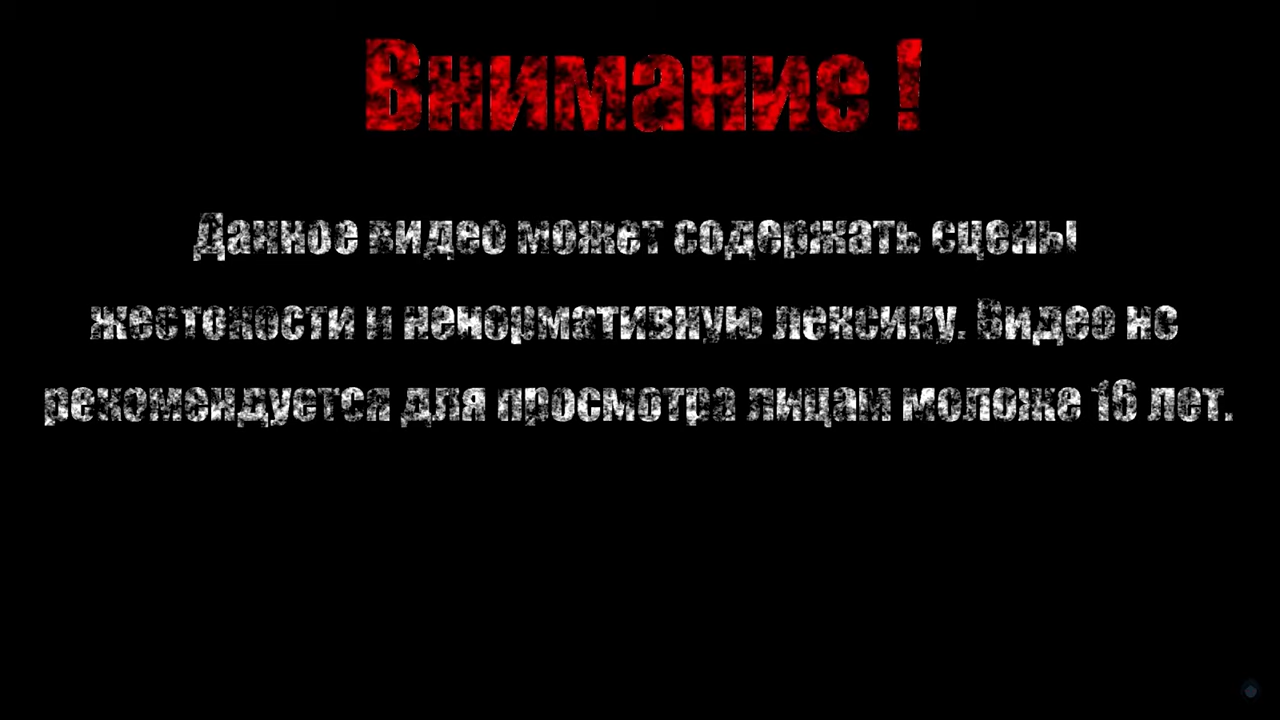 Внимание !
Данное видео может содержать сцены
жестокости и ненормативную лексику. Видео не
рекомендуется для просмотра лицам моложе 16 лет.